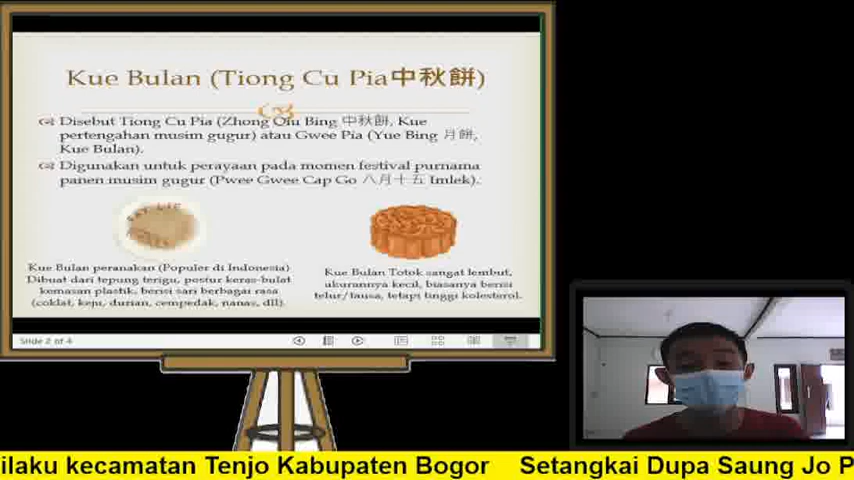 Kue Bulan (Tiong Cu Pia中秋餅)
Disebut Tiong Cu Pia (Zhong Qiu Bing 中秋餅, Kue
pertengahan musim gugur) atau Gwee Pia (Yue Bing 月餅,
Kue Bulan).
Digunakan untuk perayaan pada momen festival purnama
panen musim gugur (Pwee Gwee Cap Go 八月十五 Imlek).
Kue Bulan peranakan (Populer di Indonesia)
Dibuat dari tepung terigu, postur keras-bulat
kemasan plastik, berisi sari berbagai rasa
(coklat, keju, durian, cempedak, nanas, dll).
Kue Bulan Totok sangat lembut,
ukurannya kecil, biasanya berisi
telur/tausa, tetapi tinggi kolesterol.
Slide 2 of 4
ilaku kecamatan Tenjo Kabupaten Bogor Setangkai Dupa Saung Jo P